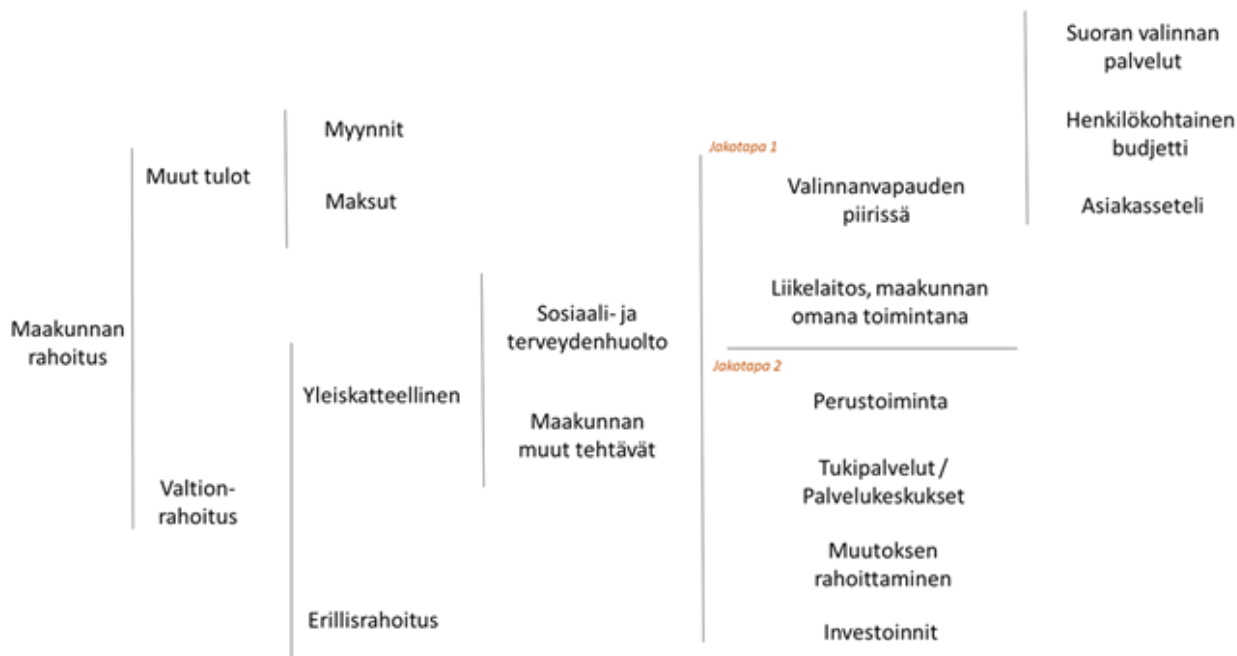 Maakunnan
rahoitus
Muut tulot
Valtion-
rahoitus
Myynnit
Maksut
Yleiskatteellinen
Erillisrahoitus
Sosiaali- ja
terveydenhuolto
Maakunnan
muut tehtävät
Jakotapa 1
Valinnanvapauden
piirissä
Liikelaitos, maakunnan
omana toimintana
Jakotapa 2
Perustoiminta
Tukipalvelut /
Palvelukeskukset
Muutoksen
rahoittaminen
Investoinnit
Suoran valinnan
palvelut
Henkilökohtainen
budjetti
Asiakasseteli